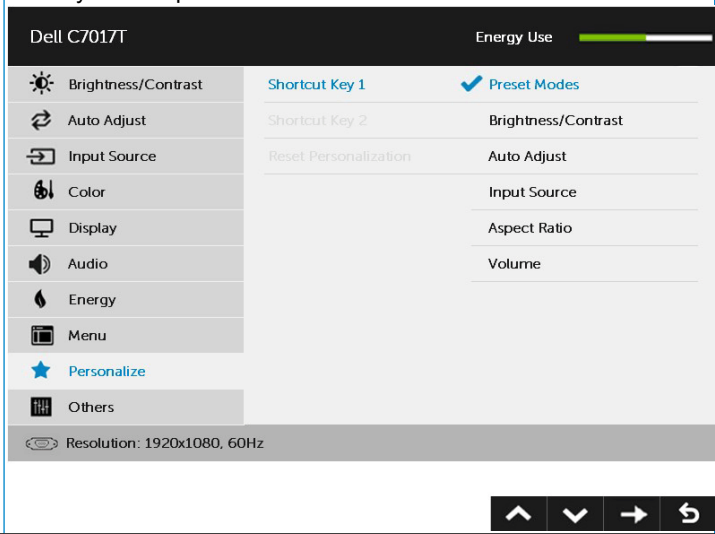 Dell C7017T Energy Use
Brightness/Contrast Shortcut Key 1 Preset Modes
Auto Adjust Shortcut Key 2 Brightness/Contrast
Input Source Reset Personalization Auto Adjust
Color Input Source
Display Aspect Ratio
Audio Volume
Energy
Menu
Personalize
Others
Resolution: 1920x1080, 60Hz